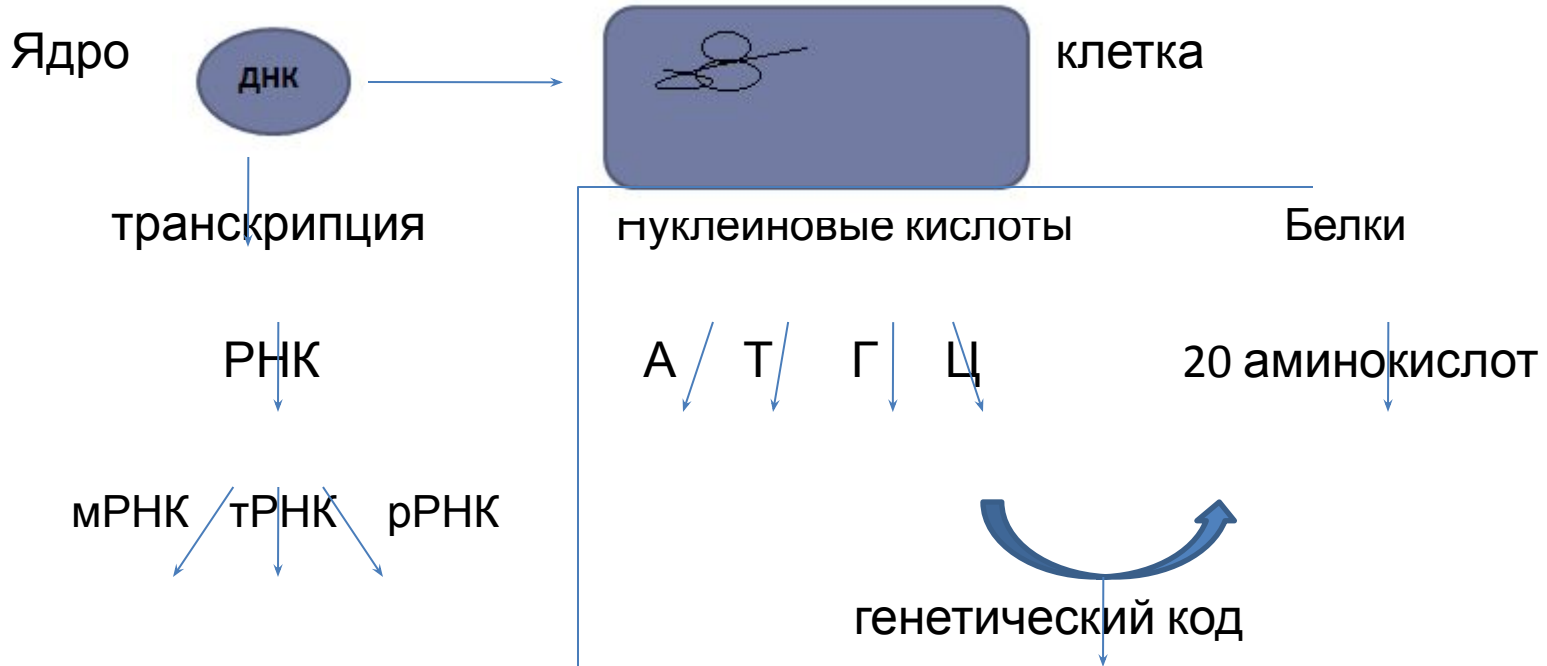 Ядро
ДНК
клетка
транскрипция
Нуклеиновые кислоты
Белки
РНК
А Т Г Ц
20 аминокислот
мРНК тРНК рРНК
генетический код